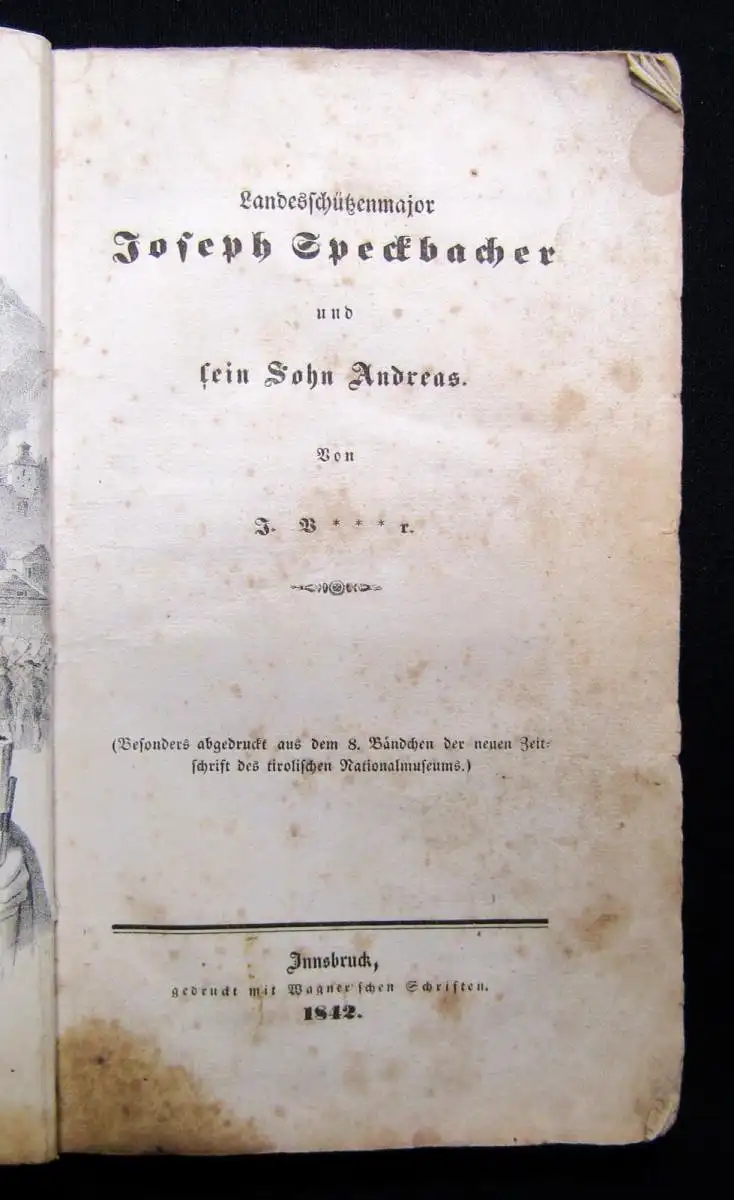 Landesschützenmajor
Joseph Speckbacher
und
sein Sohn Andreas.
Von
J. V * * * r.
(Besonders abgedruckt aus dem 8. Bändchen der neuen Zeit-
schrift des tirolischen Nationalmuseums.)
Innsbruck,
gedruckt mit Wagner'schen Schriften.
1842.